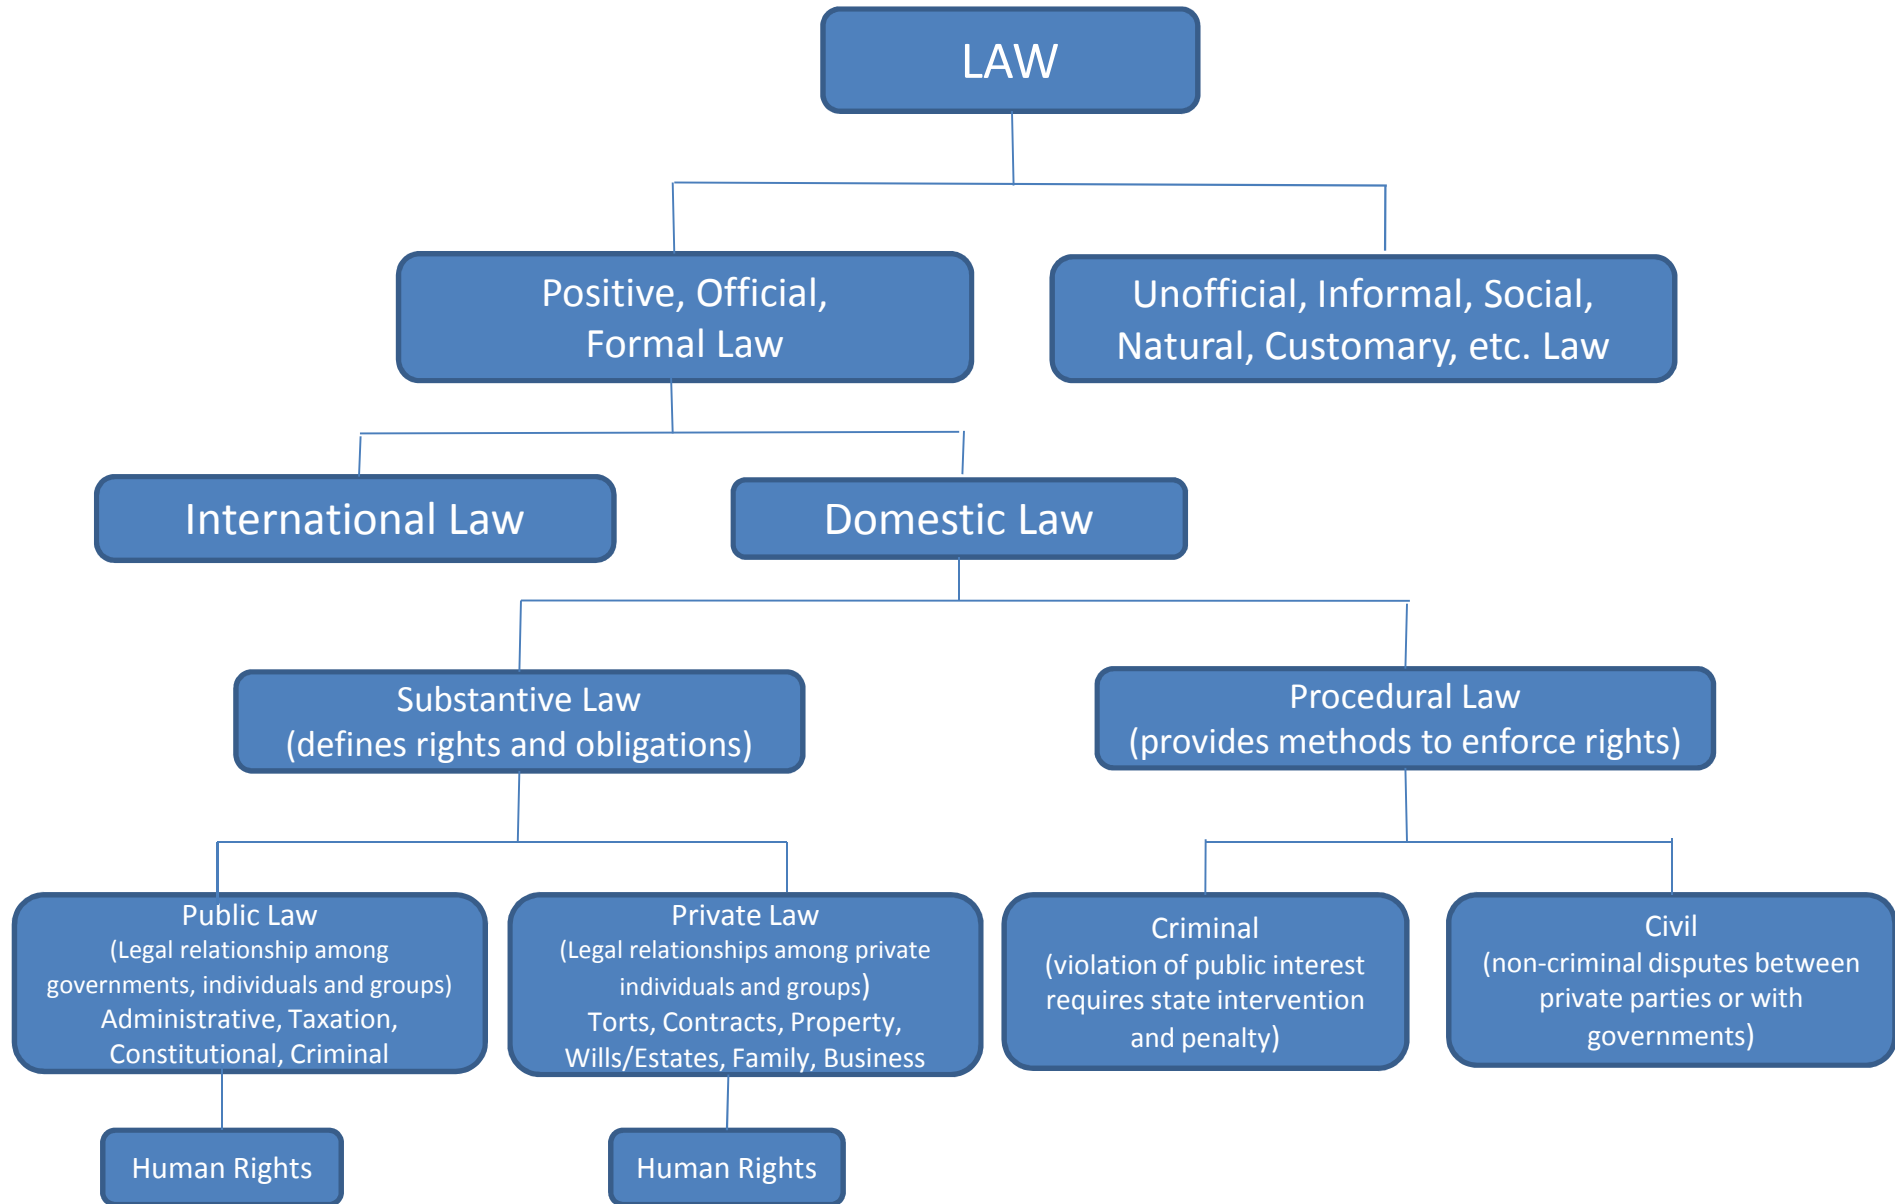 LAW
Positive, Official,
Formal Law
Unofficial, Informal, Social,
Natural, Customary, etc. Law
International Law
Domestic Law
Substantive Law
(defines rights and obligations)
Procedural Law
(provides methods to enforce rights)
Public Law
(Legal relationship among
governments, individuals and groups)
Administrative, Taxation,
Constitutional, Criminal
Private Law
(Legal relationships among private
individuals and groups)
Torts, Contracts, Property,
Wills/Estates, Family, Business
Criminal
(violation of public interest
requires state intervention
and penalty)
Civil
(non-criminal disputes between
private parties or with
governments)
Human Rights
Human Rights